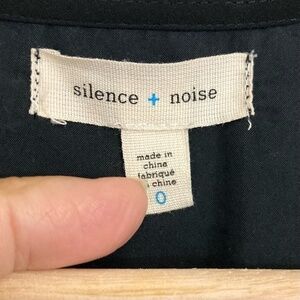 silence + noise
made in
china
fabriqué
chine
0